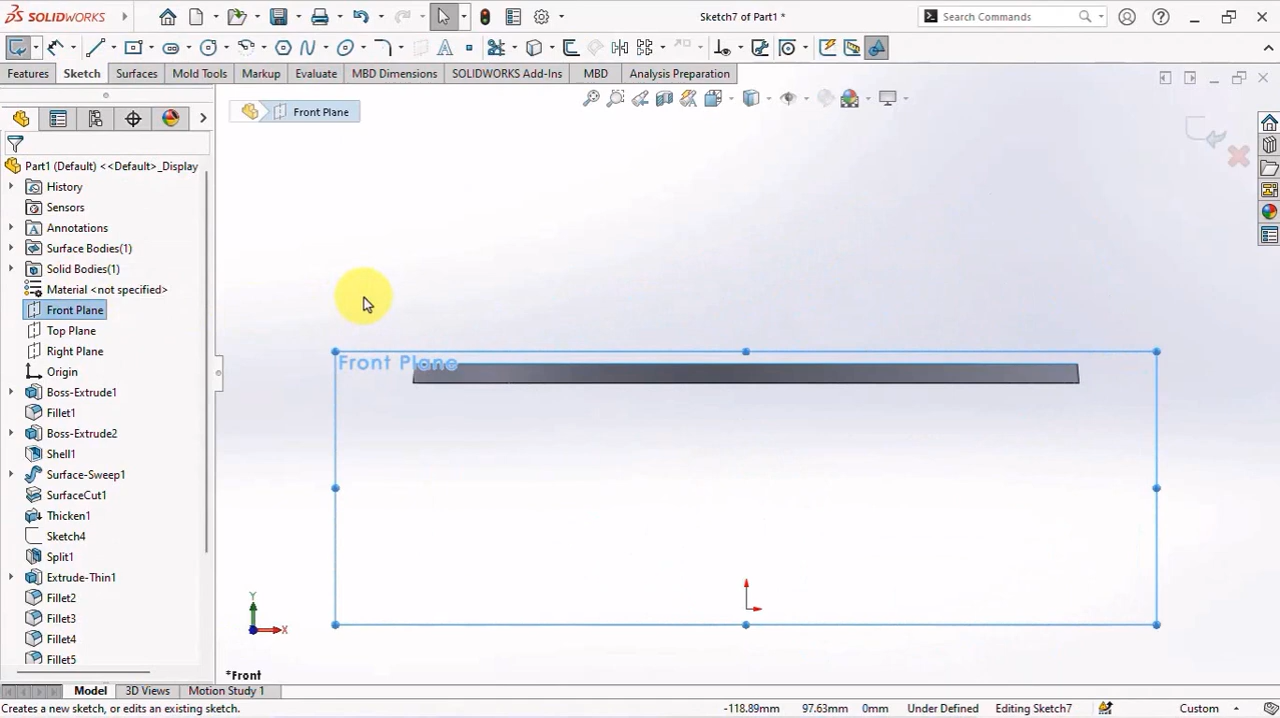 SOLIDWORKS
Sketch7 of Part1 *
Search Commands
Features
Sketch
Surfaces
Mold Tools
Markup
Evaluate
MBD Dimensions
SOLIDWORKS Add-Ins
MBD
Analysis Preparation
Front Plane
Part1 (Default) <<Default>_Display
History
Sensors
Annotations
Surface Bodies(1)
Solid Bodies(1)
Material <not specified>
Front Plane
Top Plane
Right Plane
Origin
Boss-Extrude1
Fillet1
Boss-Extrude2
Shell1
Surface-Sweep1
SurfaceCut1
Thicken1
Sketch4
Split1
Extrude-Thin1
Fillet2
Fillet3
Fillet4
Fillet5
Front Plane
Y
X
*Front
Model
3D Views
Motion Study 1
Creates a new sketch, or edits an existing sketch.
-118.89mm
97.63mm
0mm
Under Defined
Editing Sketch7
Custom